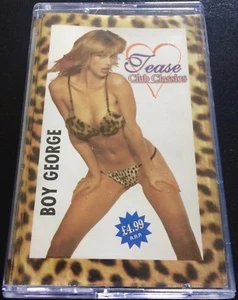 Tease
Club Classics
BOY GEORGE
£4.99
R.R.P.